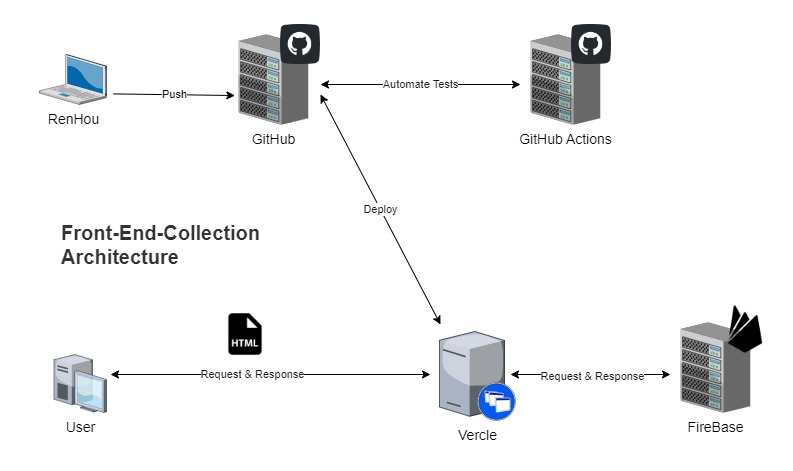 RenHou
Push
GitHub
Automate Tests
GitHub Actions
Deploy
Front-End-Collection
Architecture
HTML
User
Request & Response
Vercle
Request & Response
FireBase